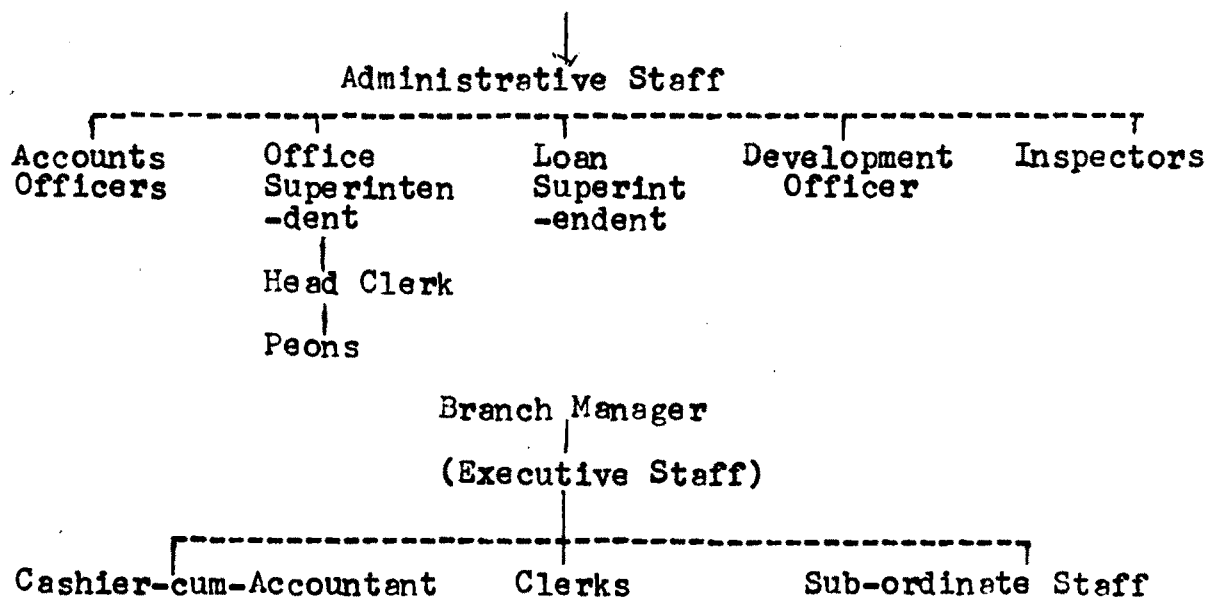 Administrative Staff
Accounts Office Loan Development Inspectors
Officers Superinten Superint Officer
-dent -endent
Head Clerk
Peons
Branch Manager
(Executive Staff)
Cashier-cum-Accountant Clerks Sub-ordinate Staff